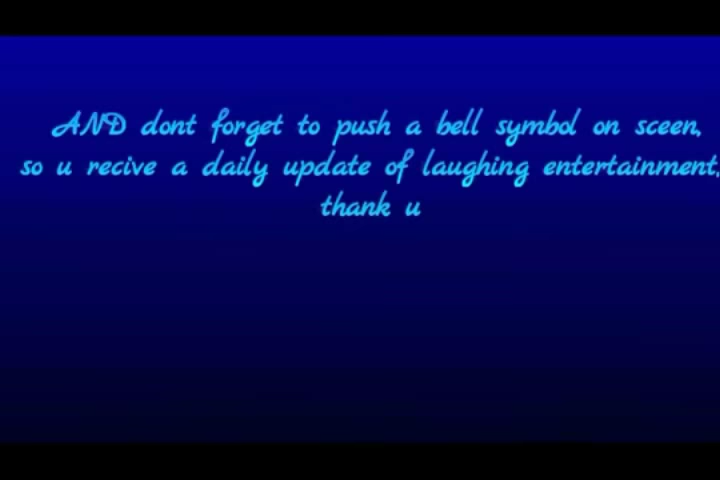 AND dont forget to push a bell symbol on sceen,
so u recive a daily update of laughing entertainment,
thank u